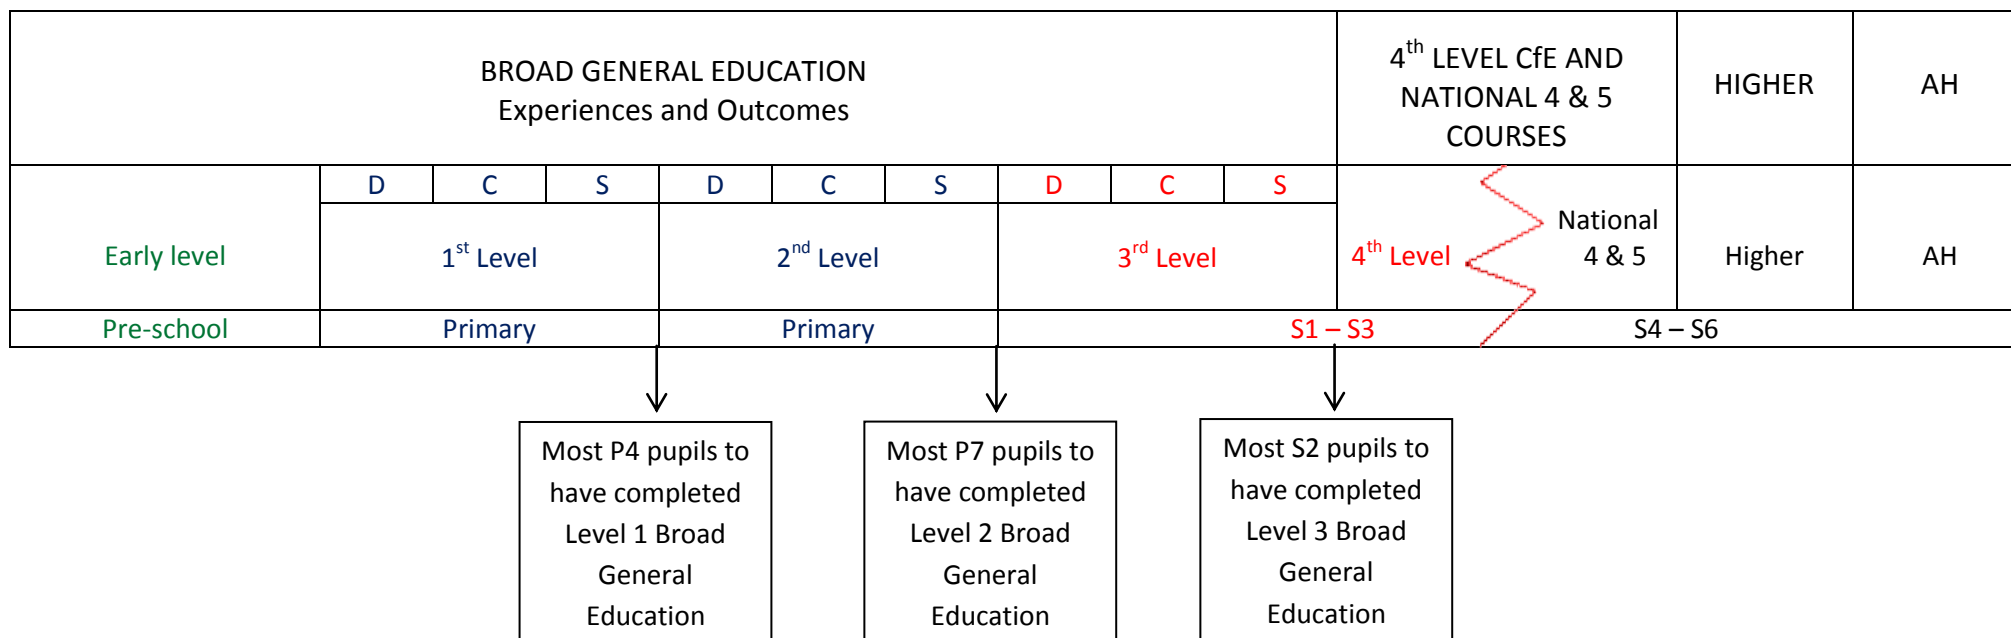 BROAD GENERAL EDUCATION
Experiences and Outcomes
4th LEVEL CfE AND
NATIONAL 4 & 5
COURSES
HIGHER
AH
D C S D C S D C S
Early level
1st Level
2nd Level
3rd Level
4th Level
National
4 & 5
Higher
AH
Pre-school
Primary
Primary
S1 – S3
S4 – S6
Most P4 pupils to
have completed
Level 1 Broad
General
Education
Most P7 pupils to
have completed
Level 2 Broad
General
Education
Most S2 pupils to
have completed
Level 3 Broad
General
Education